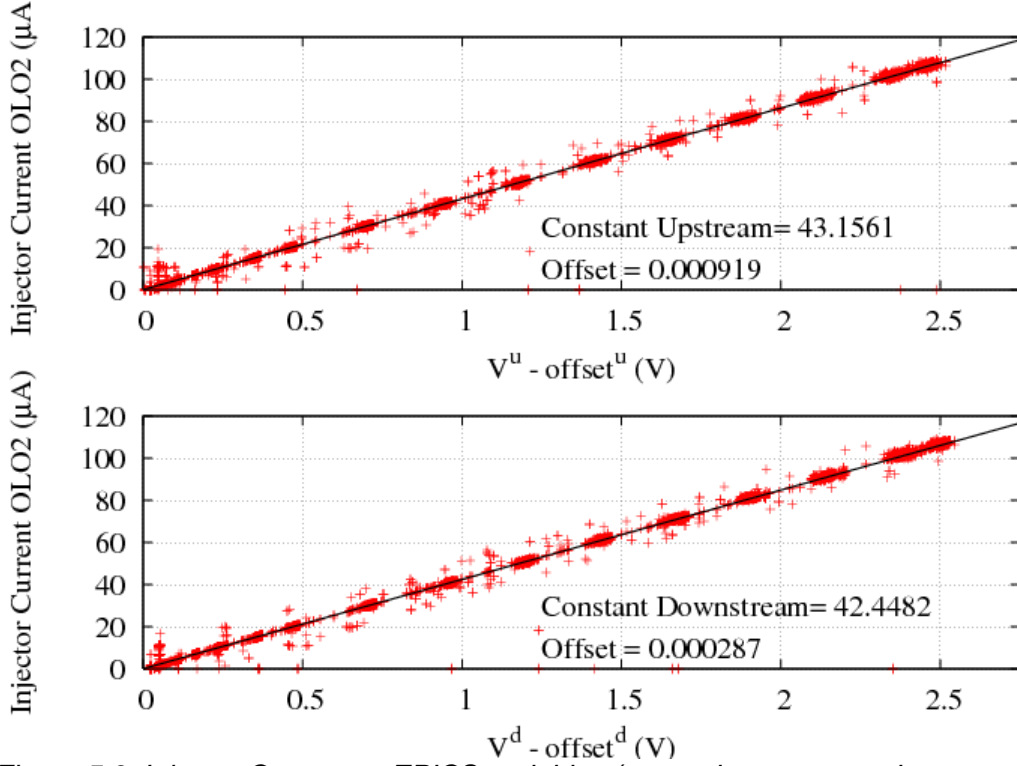 Injector Current OLO2 (μA
120
100
80
60
40
20
0
Constant Upstream= 43.1561
Offset = 0.000919
0 0.5 1 1.5 2 2.5
V^u - offset^u (V)
Injector Current OLO2 (μA)
120
100
80
60
40
20
0
Constant Downstream= 42.4482
Offset = 0.000287
0 0.5 1 1.5 2 2.5
V^d - offset^d (V)